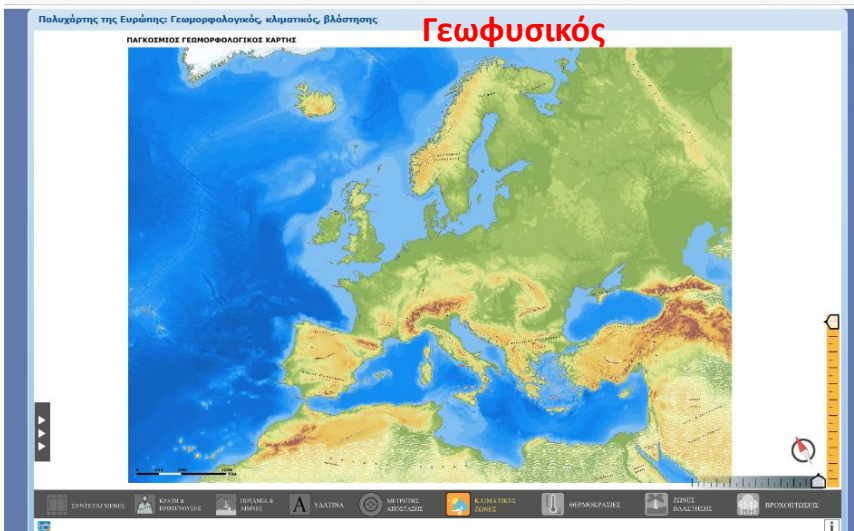 Πολυχάρτης της Ευρώπης: Γεωμορφολογικός, κλιματικός, βλάστησης
Γεωφυσικός
ΠΑΓΚΟΣΜΙΟΣ ΓΕΩΜΟΡΦΟΛΟΓΙΚΟΣ ΧΑΡΤΗΣ
ΣΥΝΤΕΤΑΓΜΕΝΕΣ
ΚΡΑΤΗ &
ΠΡΩΤΕΥΟΥΣΕΣ
ΠΟΤΑΜΙΑ &
ΛΙΜΝΕΣ
Α ΥΔΑΤΙΝΑ
ΜΕΤΡΗΤΗΣ
ΑΠΟΣΤΑΣΗΣ
ΚΛΙΜΑΤΙΚΕΣ
ΖΩΝΕΣ
ΘΕΡΜΟΚΡΑΣΙΕΣ
ΖΩΝΕΣ
ΒΛΑΣΤΗΣΗΣ
ΒΡΟΧΟΠΤΩΣΕΙΣ
i